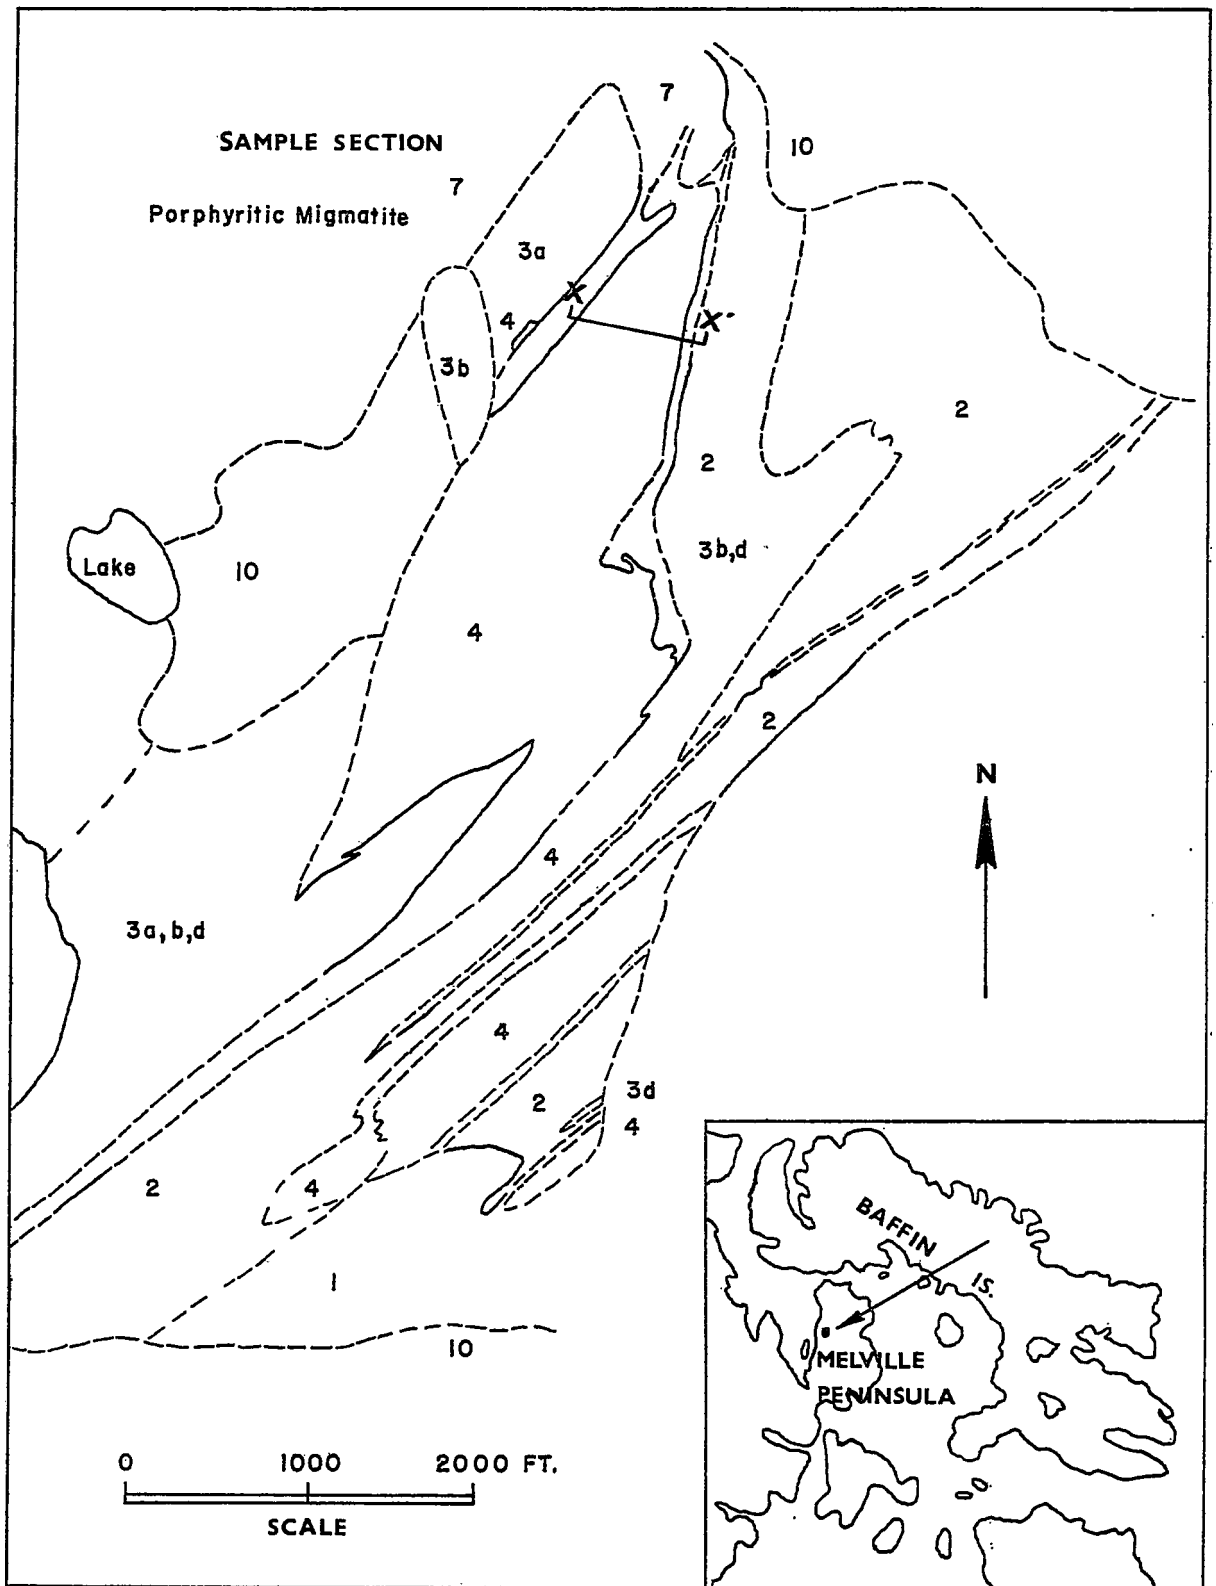 7
SAMPLE SECTION
10
7
Porphyritic Migmatite
3a
X
4
X'
3b
2
2
3b,d
Lake
10
4
2
N
4
3a,b,d
4
2
3d
4
2
4
1
10
BAFFIN
IS.
MELVILLE
PENINSULA
0 1000 2000 FT.
SCALE